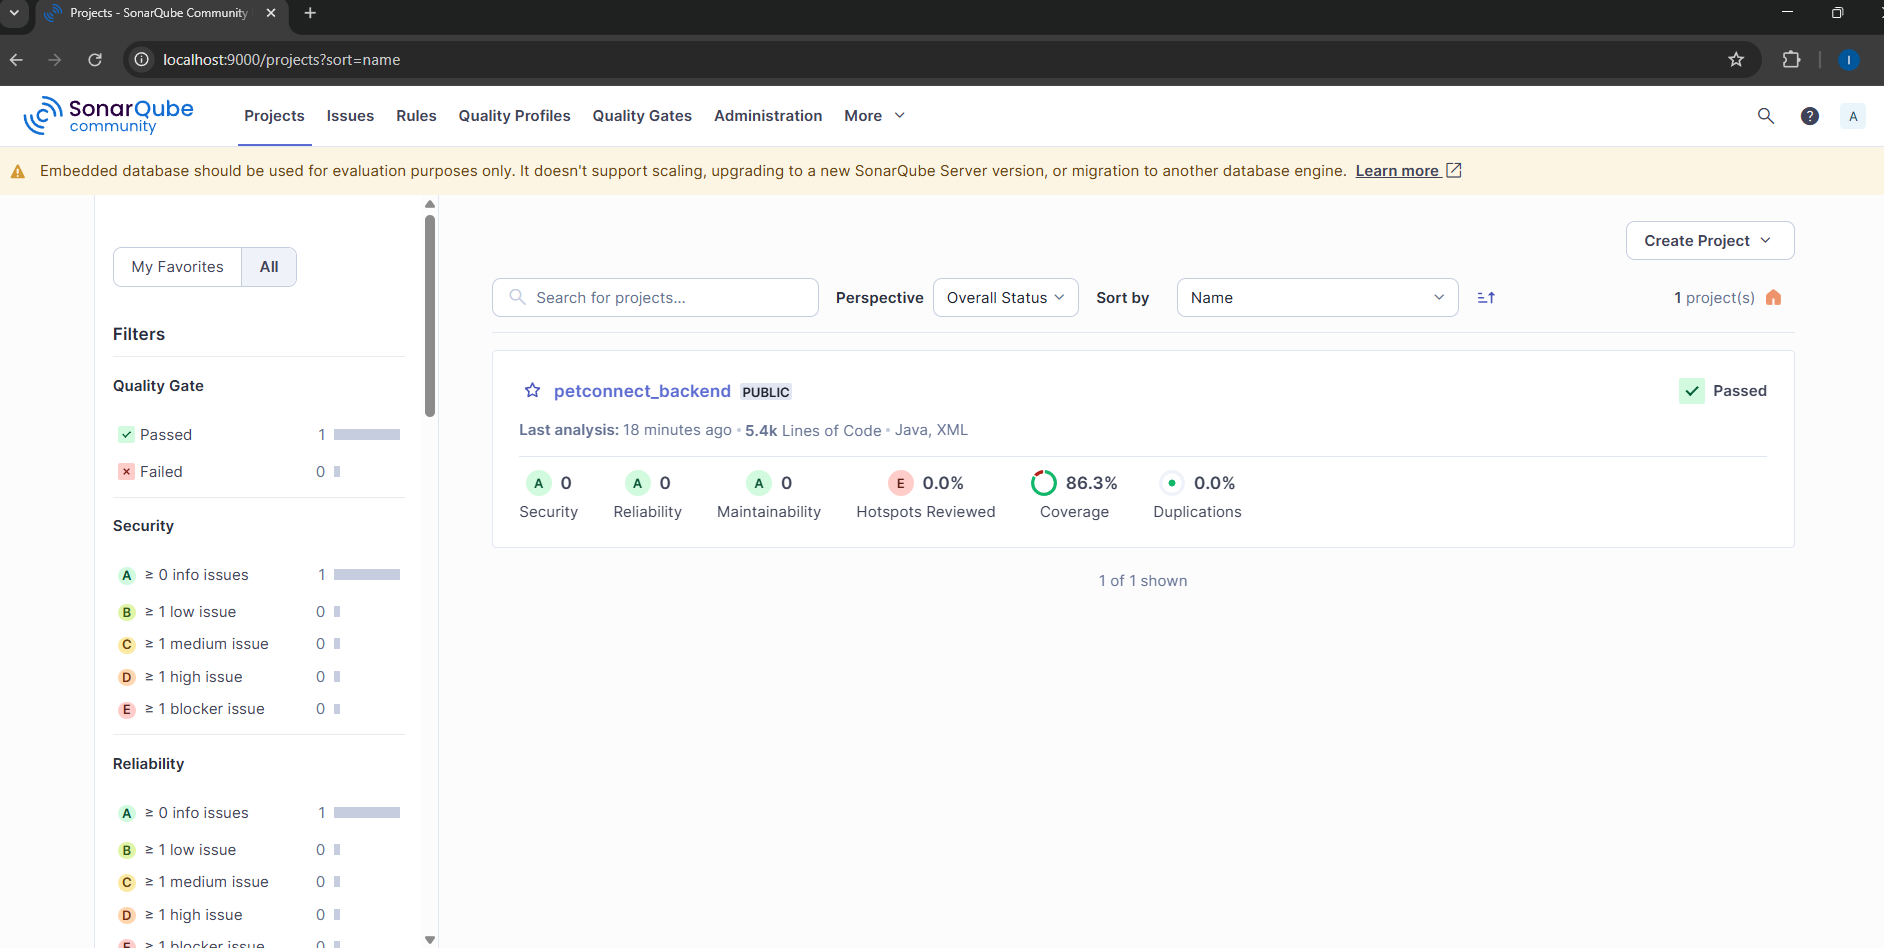 Projects - SonarQube Community
localhost:9000/projects?sort=name
I
SonarQube
community
Projects
Issues
Rules
Quality Profiles
Quality Gates
Administration
More
?
A
Embedded database should be used for evaluation purposes only. It doesn't support scaling, upgrading to a new SonarQube Server version, or migration to another database engine. Learn more
My Favorites
All
Filters
Quality Gate
Passed 1
Failed 0
Security
A ≥ 0 info issues 1
B ≥ 1 low issue 0
C ≥ 1 medium issue 0
D ≥ 1 high issue 0
E ≥ 1 blocker issue 0
Reliability
A ≥ 0 info issues 1
B ≥ 1 low issue 0
C ≥ 1 medium issue 0
D ≥ 1 high issue 0
E ≥ 1 blocker issue 0
Create Project
Search for projects...
Perspective
Overall Status
Sort by
Name
1 project(s)
petconnect_backend PUBLIC
Passed
Last analysis: 18 minutes ago • 5.4k Lines of Code • Java, XML
A 0
Security
A 0
Reliability
A 0
Maintainability
E 0.0%
Hotspots Reviewed
86.3%
Coverage
0.0%
Duplications
1 of 1 shown